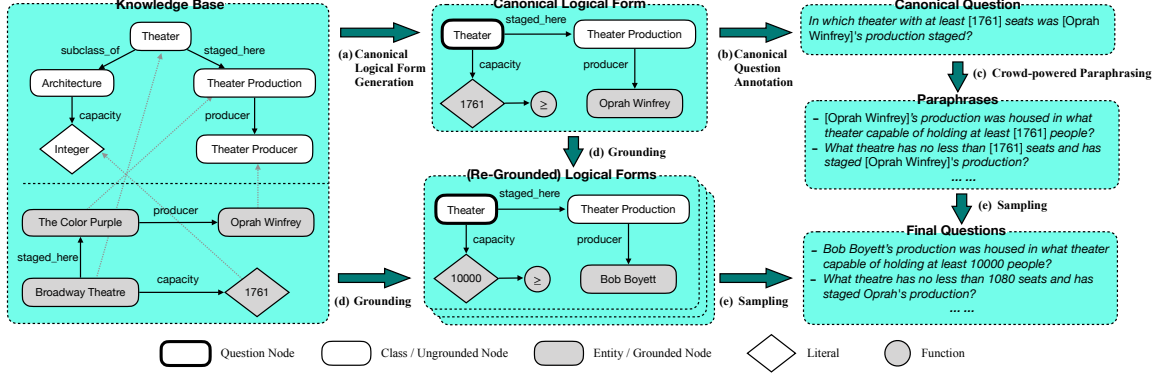 Knowledge Base
Theater
subclass_of
staged_here
Architecture
Theater Production
capacity
producer
Integer
Theater Producer
The Color Purple
producer
Oprah Winfrey
staged_here
Broadway Theatre
capacity
1761
(a) Canonical
Logical Form
Generation
(d) Grounding
Canonical Logical Form
Theater
staged_here
Theater Production
capacity
producer
1761
≥
Oprah Winfrey
(d) Grounding
(Re-Grounded) Logical Forms
staged_here
Theater
Theater Production
capacity
producer
10000
≥
Bob Boyett
(b) Canonical
Question
Annotation
(e) Sampling
Canonical Question
In which theater with at least [1761] seats was [Oprah
Winfrey]'s production staged?
(c) Crowd-powered Paraphrasing
Paraphrases
– [Oprah Winfrey]'s production was housed in what
theater capable of holding at least [1761] people?
– What theatre has no less than [1761] seats and has
staged [Oprah Winfrey]'s production?
... ...
(e) Sampling
Final Questions
– Bob Boyett's production was housed in what theater
capable of holding at least 10000 people?
– What theatre has no less than 1080 seats and has
staged Oprah's production?
... ...
Question Node
Class / Ungrounded Node
Entity / Grounded Node
Literal
Function